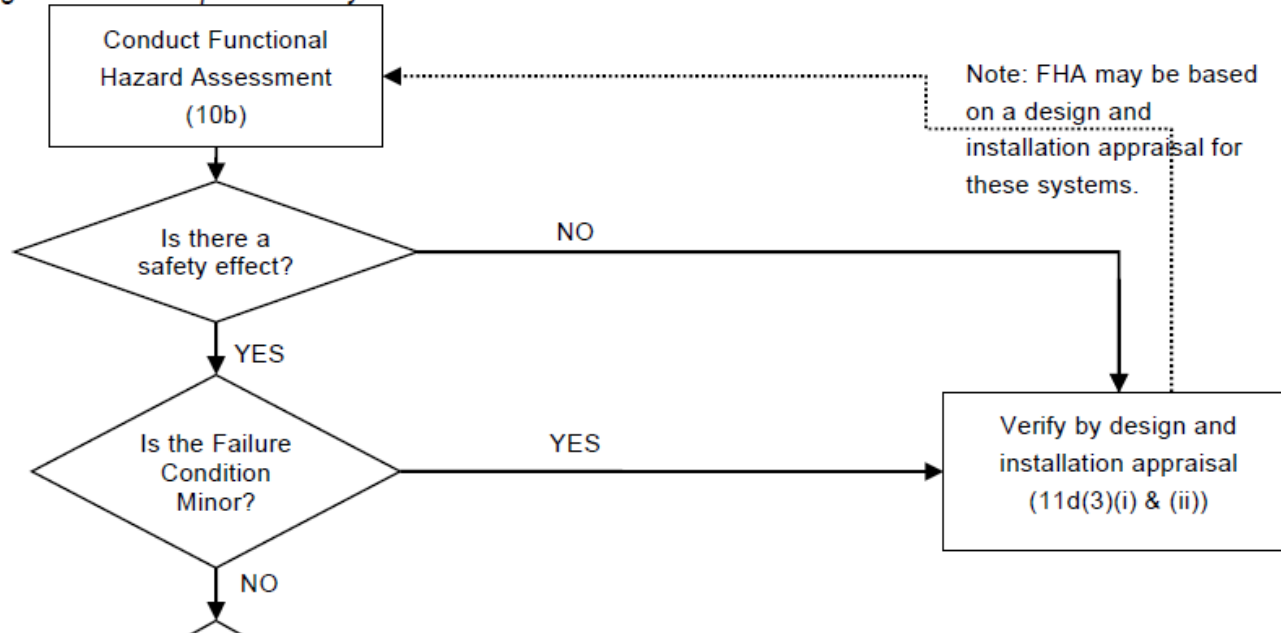 Conduct Functional
Hazard Assessment
(10b)
Note: FHA may be based
on a design and
installation appraisal for
these systems.
Is there a
safety effect?
NO
YES
Is the Failure
Condition
Minor?
YES
Verify by design and
installation appraisal
(11d(3)(i) & (ii))
NO